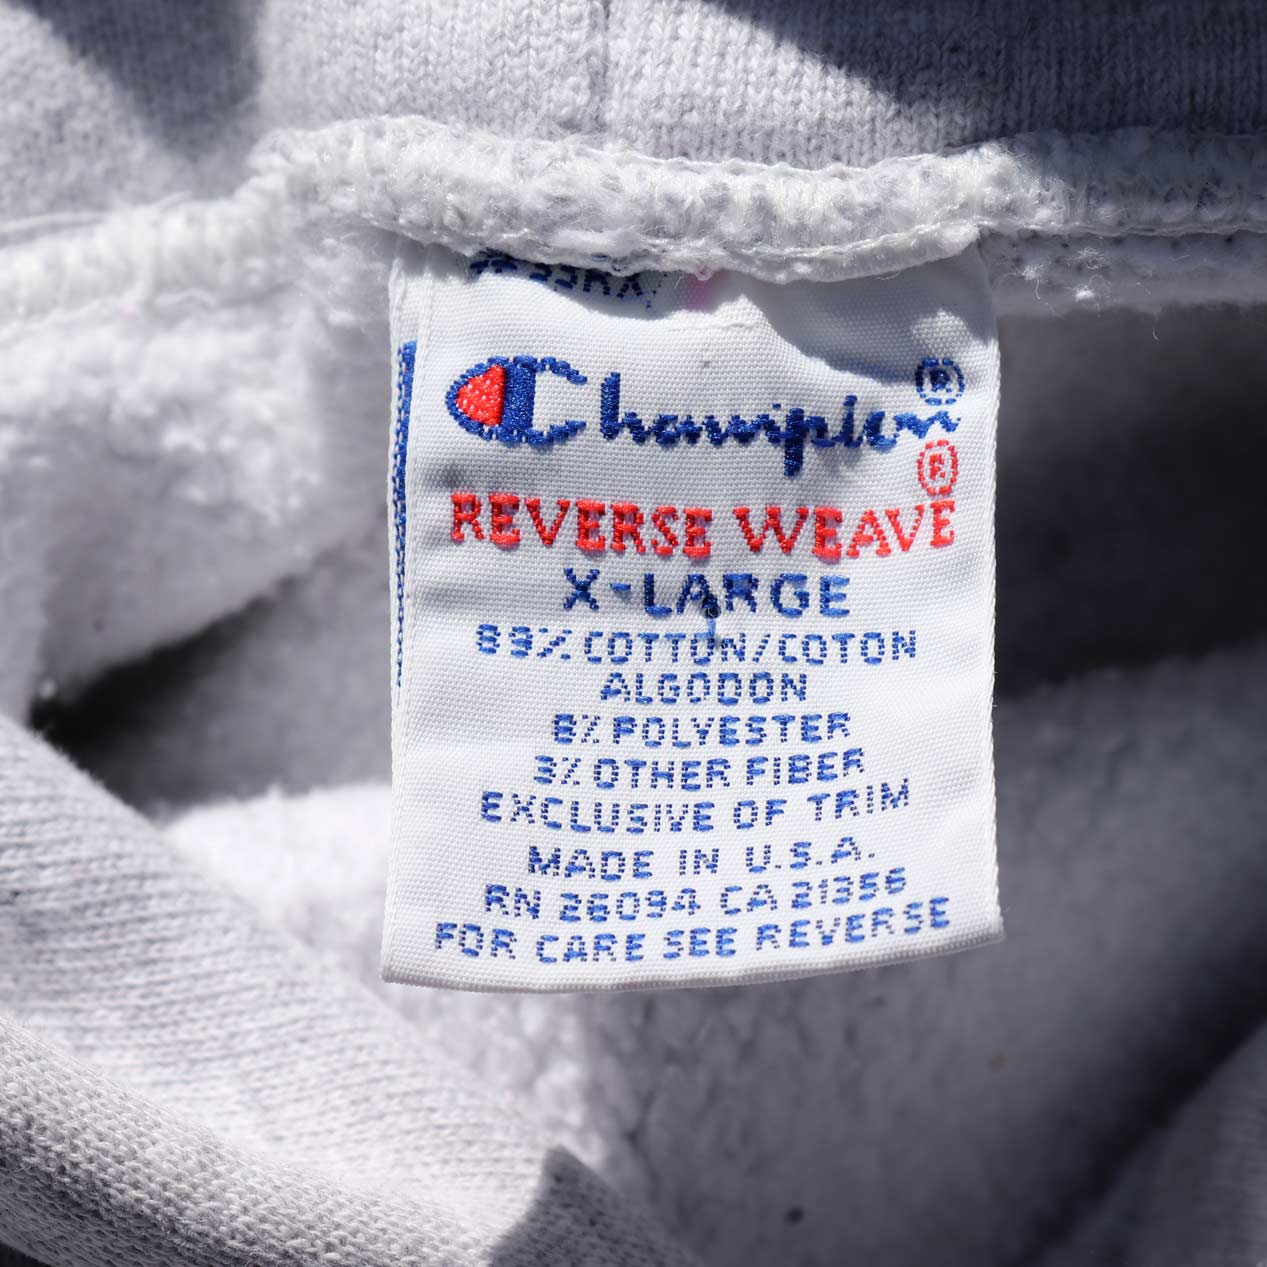 Champion®
REVERSE WEAVE®
X-LARGE
89% COTTON/COTON
ALGODON
8% POLYESTER
3% OTHER FIBER
EXCLUSIVE OF TRIM
MADE IN U.S.A.
RN 26094 CA 21356
FOR CARE SEE REVERSE